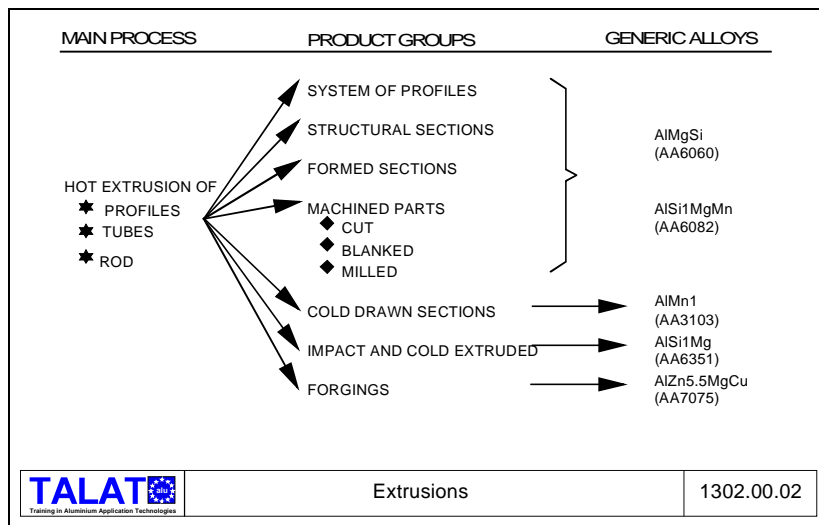 MAIN PROCESS
PRODUCT GROUPS
GENERIC ALLOYS
HOT EXTRUSION OF
PROFILES
TUBES
ROD
SYSTEM OF PROFILES
STRUCTURAL SECTIONS
FORMED SECTIONS
MACHINED PARTS
CUT
BLANKED
MILLED
COLD DRAWN SECTIONS
IMPACT AND COLD EXTRUDED
FORGINGS
AlMgSi
(AA6060)
AlSi1MgMn
(AA6082)
AlMn1
(AA3103)
AlSi1Mg
(AA6351)
AlZn5.5MgCu
(AA7075)
TALAT
alu
Training in Aluminium Application Technologies
Extrusions
1302.00.02